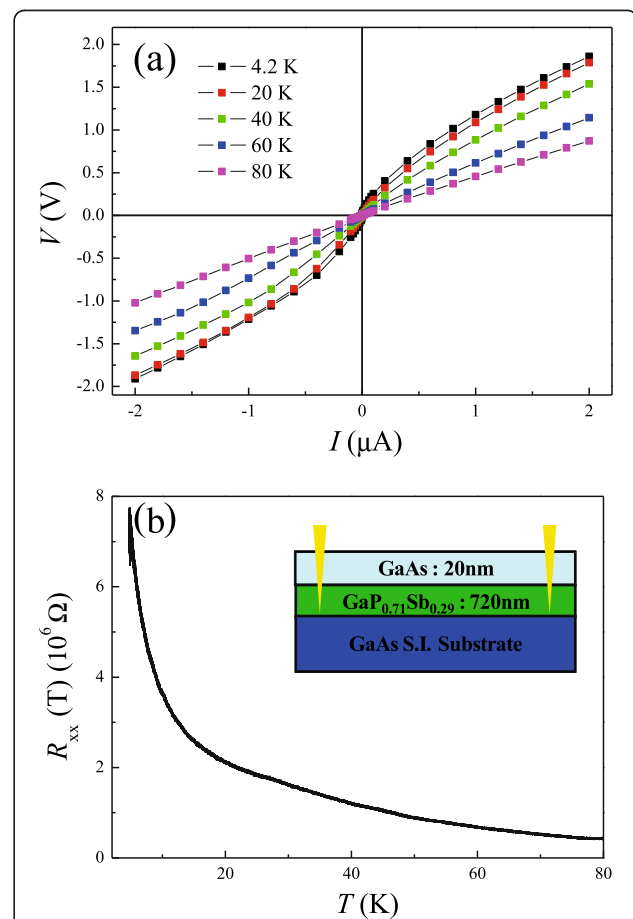 (a)
4.2 K
20 K
40 K
60 K
80 K
V (V)
2.0
1.5
1.0
0.5
0.0
-0.5
-1.0
-1.5
-2.0
-2 -1 0 1 2
I (µA)
(b)
R_xx (T) (10^6 Ω)
8
6
4
2
0
GaAs : 20nm
GaP_0.71Sb_0.29 : 720nm
GaAs S.I. Substrate
20 40 60 80
T (K)